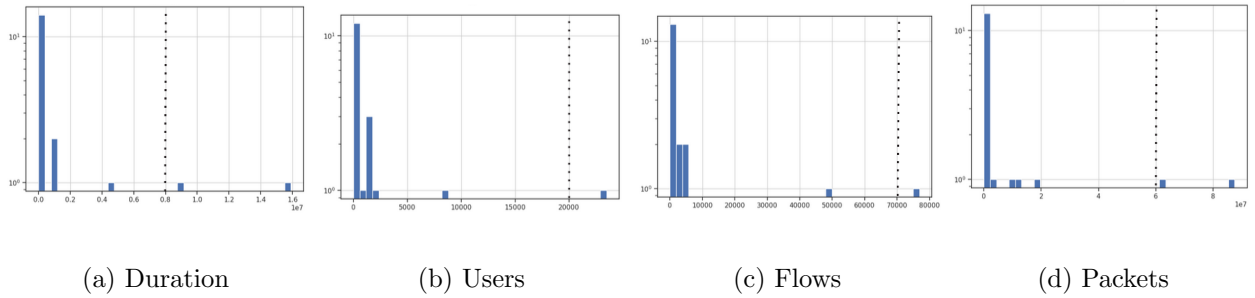 10¹
10⁰
0.0 0.2 0.4 0.6 0.8 1.0 1.2 1.4 1.6
1e7
10¹
10⁰
0 5000 10000 15000 20000
10¹
10⁰
0 10000 20000 30000 40000 50000 60000 70000 80000
10¹
10⁰
0 2 4 6 8
1e7
(a) Duration
(b) Users
(c) Flows
(d) Packets